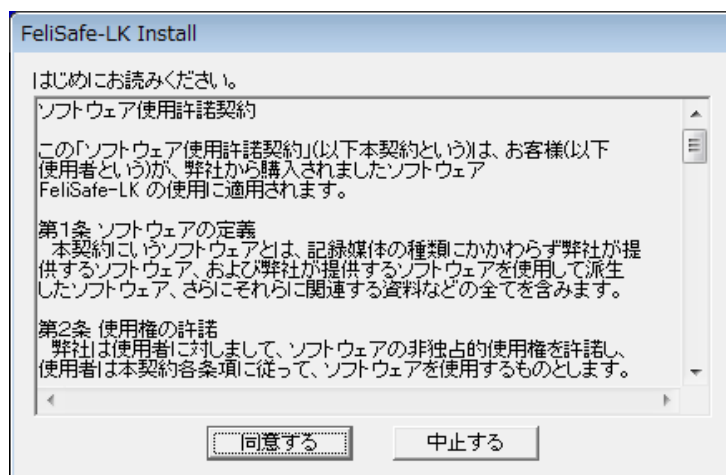 FeliSafe-LK Install
はじめにお読みください。
ソフトウェア使用許諾契約
この「ソフトウェア使用許諾契約」(以下本契約という)は、お客様(以下
使用者という)が、弊社から購入されましたソフトウェア
FeliSafe-LK の使用に適用されます。
第1条 ソフトウェアの定義
本契約にいうソフトウェアとは、記録媒体の種類にかかわらず弊社が提
供するソフトウェア、および弊社が提供するソフトウェアを使用して派生
したソフトウェア、さらにそれらに関連する資料などの全てを含みます。
第2条 使用権の許諾
弊社は使用者に対しまして、ソフトウェアの非独占的使用権を許諾し、
使用者は本契約各条項に従って、ソフトウェアを使用するものとします。
同意する
中止する